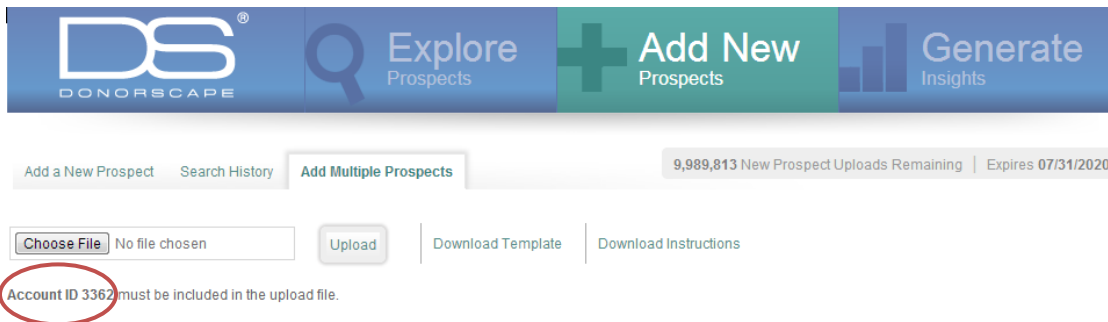 DS®
DONORSCAPE
Explore
Prospects
Add New
Prospects
Generate
Insights
Add a New Prospect Search History Add Multiple Prospects
9,989,813 New Prospect Uploads Remaining | Expires 07/31/2020
Choose File No file chosen Upload Download Template Download Instructions
Account ID 3362 must be included in the upload file.